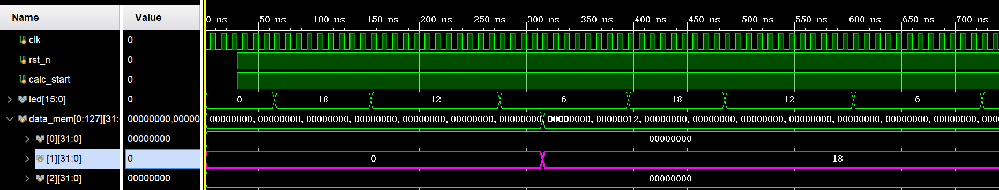 Name Value 0 ns 50 ns 100 ns 150 ns 200 ns 250 ns 300 ns 350 ns 400 ns 450 ns 500 ns 550 ns 600 ns 650 ns 700 ns
clk 0
rst_n 0
calc_start 0
led[15:0] 0 0 18 12 6 18 12 6
data_mem[0:127][31: 00000000,00000 00000000,00000000,00000000,00000000,00000000,00000000,00000000, 00000000,00000012,00000000,00000000,00000000,00000000,00000000,00000000,0000
[0][31:0] 00000000 00000000
[1][31:0] 0 0 18
[2][31:0] 00000000 00000000